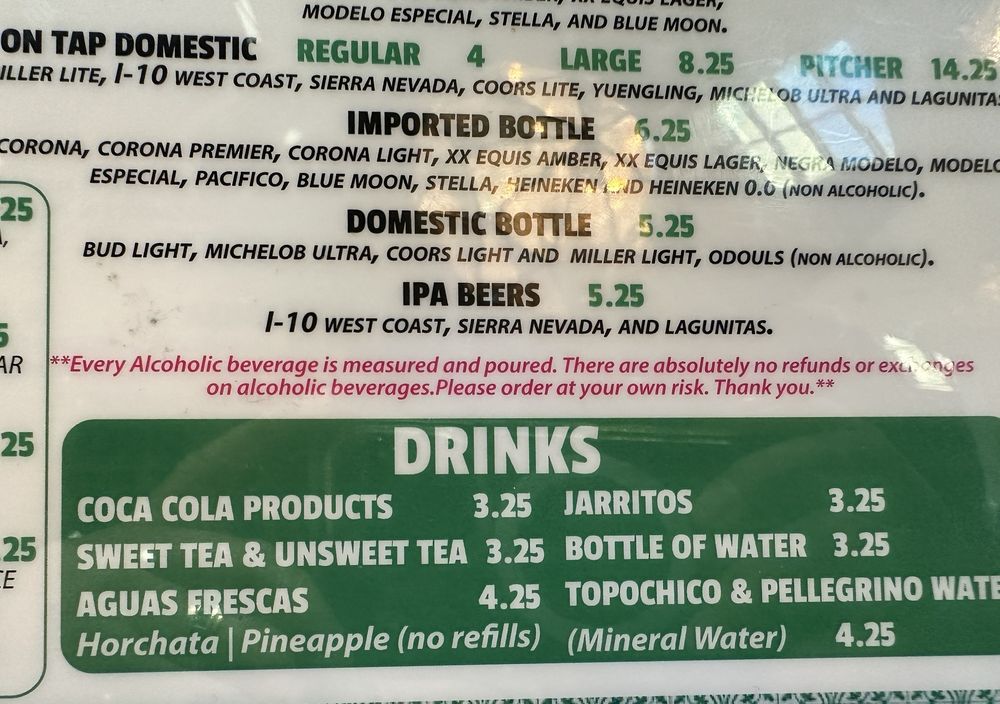 EQUIS LAGER,
MODELO ESPECIAL, STELLA, AND BLUE MOON.
ON TAP DOMESTIC REGULAR 4 LARGE 8.25 PITCHER 14.25
ILLER LITE, I-10 WEST COAST, SIERRA NEVADA, COORS LITE, YUENGLING, MICHELOB ULTRA AND LAGUNITAS
IMPORTED BOTTLE 6.25
CORONA, CORONA PREMIER, CORONA LIGHT, XX EQUIS AMBER, XX EQUIS LAGER, NEGRA MODELO, MODELO
ESPECIAL, PACIFICO, BLUE MOON, STELLA, HEINEKEN AND HEINEKEN 0.0 (NON ALCOHOLIC).
25
DOMESTIC BOTTLE 5.25
BUD LIGHT, MICHELOB ULTRA, COORS LIGHT AND MILLER LIGHT, ODOULS (NON ALCOHOLIC).
IPA BEERS 5.25
I-10 WEST COAST, SIERRA NEVADA, AND LAGUNITAS.
5
AR
**Every Alcoholic beverage is measured and poured. There are absolutely no refunds or exchanges
on alcoholic beverages.Please order at your own risk. Thank you.**
25
.25
CE
DRINKS
COCA COLA PRODUCTS 3.25
SWEET TEA & UNSWEET TEA 3.25
AGUAS FRESCAS 4.25
Horchata | Pineapple (no refills)
JARRITOS 3.25
BOTTLE OF WATER 3.25
TOPOCHICO & PELLEGRINO WATE
(Mineral Water) 4.25